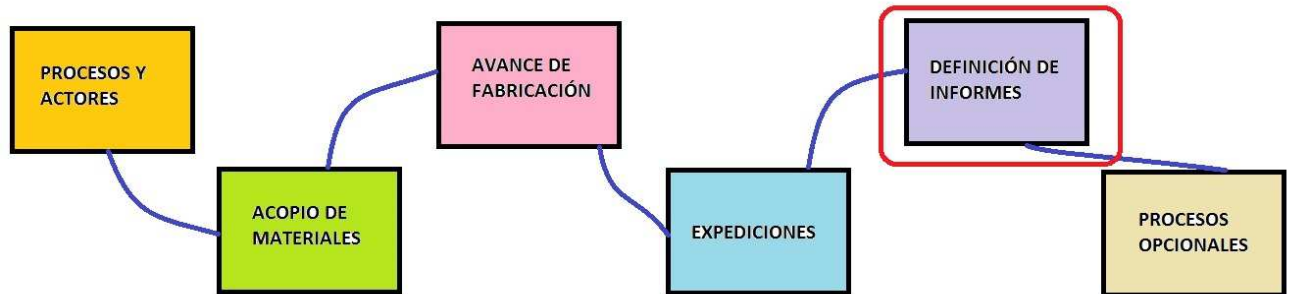 PROCESOS Y
ACTORES
ACOPIO DE
MATERIALES
AVANCE DE
FABRICACIÓN
EXPEDICIONES
DEFINICIÓN DE
INFORMES
PROCESOS
OPCIONALES